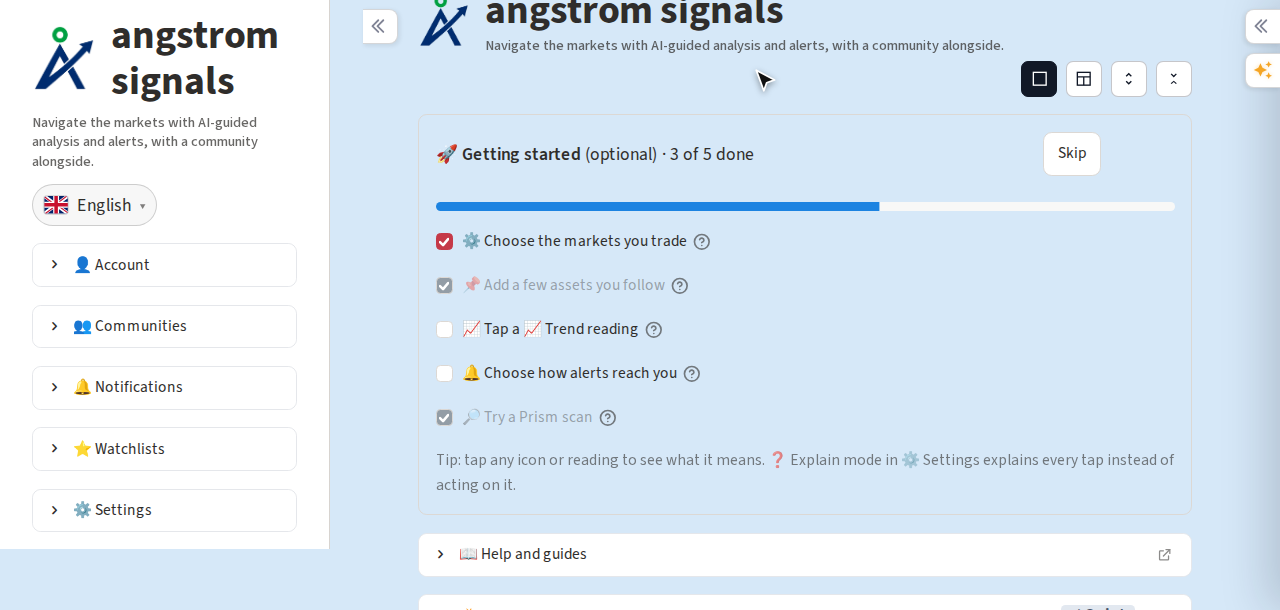 angstrom
signals
Navigate the markets with AI-guided
analysis and alerts, with a community
alongside.
English
Account
Communities
Notifications
Watchlists
Settings
angstrom signals
Navigate the markets with AI-guided analysis and alerts, with a community alongside.
Getting started (optional) · 3 of 5 done
Skip
Choose the markets you trade
Add a few assets you follow
Tap a 📈 Trend reading
Choose how alerts reach you
Try a Prism scan
Tip: tap any icon or reading to see what it means. ❓ Explain mode in ⚙️ Settings explains every tap instead of
acting on it.
Help and guides